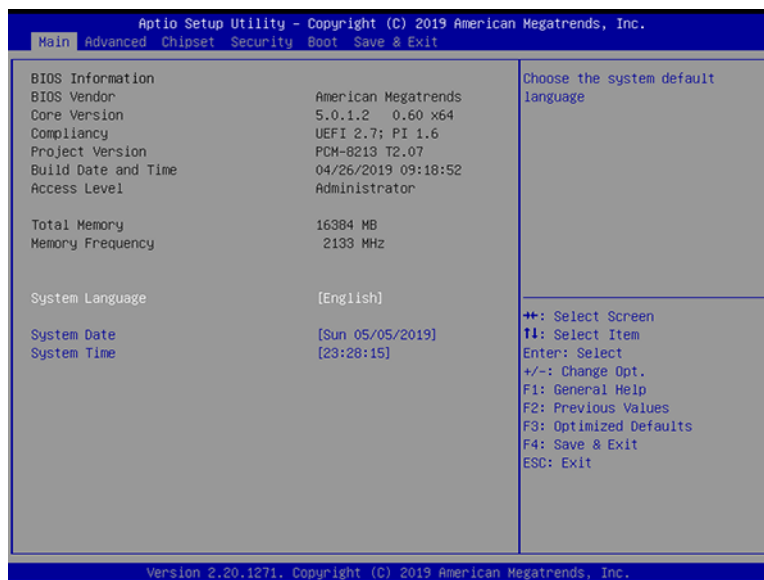 Aptio Setup Utility – Copyright (C) 2019 American Megatrends, Inc.
Main Advanced Chipset Security Boot Save & Exit
BIOS Information
BIOS Vendor American Megatrends
Core Version 5.0.1.2 0.60 x64
Compliancy UEFI 2.7; PI 1.6
Project Version PCM-8213 T2.07
Build Date and Time 04/26/2019 09:18:52
Access Level Administrator
Total Memory 16384 MB
Memory Frequency 2133 MHz
System Language [English]
System Date [Sun 05/05/2019]
System Time [23:28:15]
Choose the system default
language
→←: Select Screen
↑↓: Select Item
Enter: Select
+/-: Change Opt.
F1: General Help
F2: Previous Values
F3: Optimized Defaults
F4: Save & Exit
ESC: Exit
Version 2.20.1271. Copyright (C) 2019 American Megatrends, Inc.